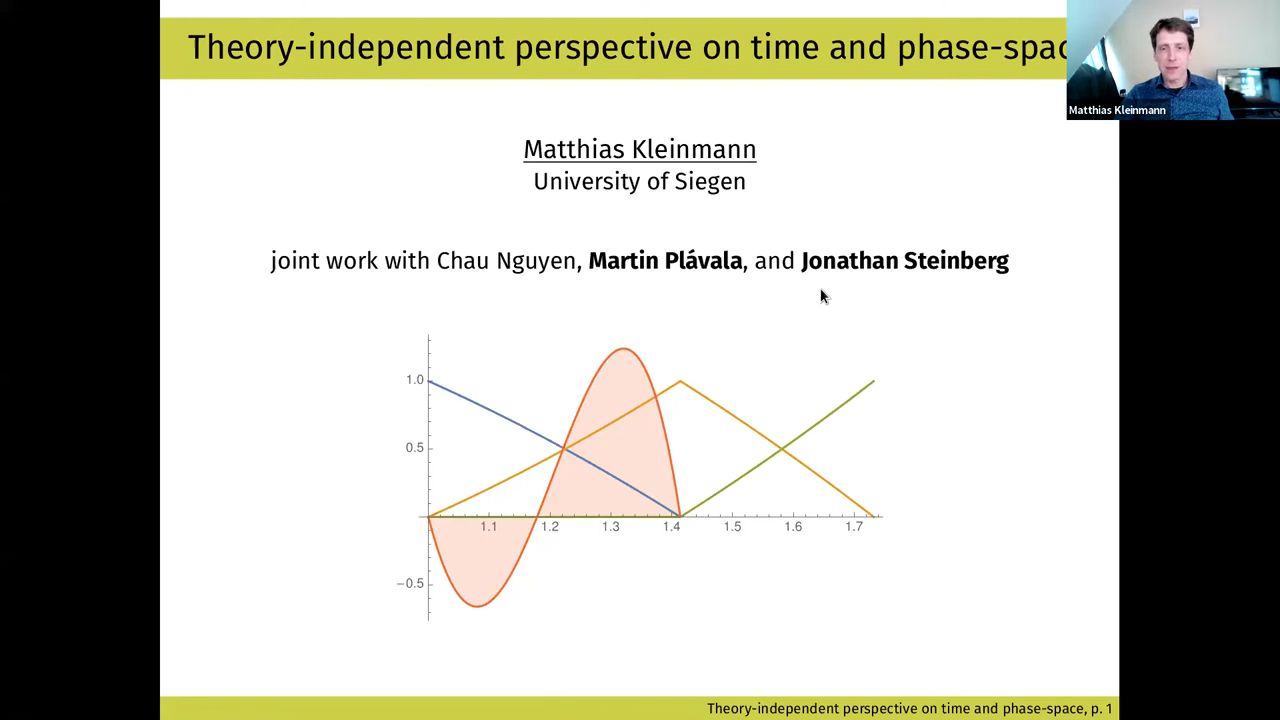 Theory-independent perspective on time and phase-spac
Matthias Kleinmann
Matthias Kleinmann
University of Siegen
joint work with Chau Nguyen, Martin Plávala, and Jonathan Steinberg
1.0
0.5
1.1 1.2 1.3 1.4 1.5 1.6 1.7
−0.5
Theory-independent perspective on time and phase-space, p. 1